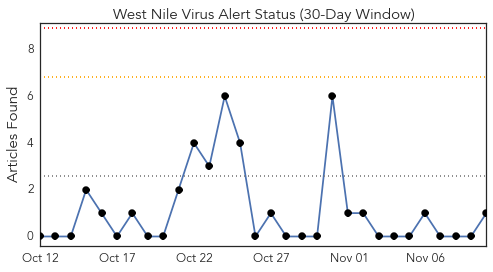 West Nile Virus Alert Status (30-Day Window)
Articles Found
8
6
4
2
0
Oct 12 Oct 17 Oct 22 Oct 27 Nov 01 Nov 06